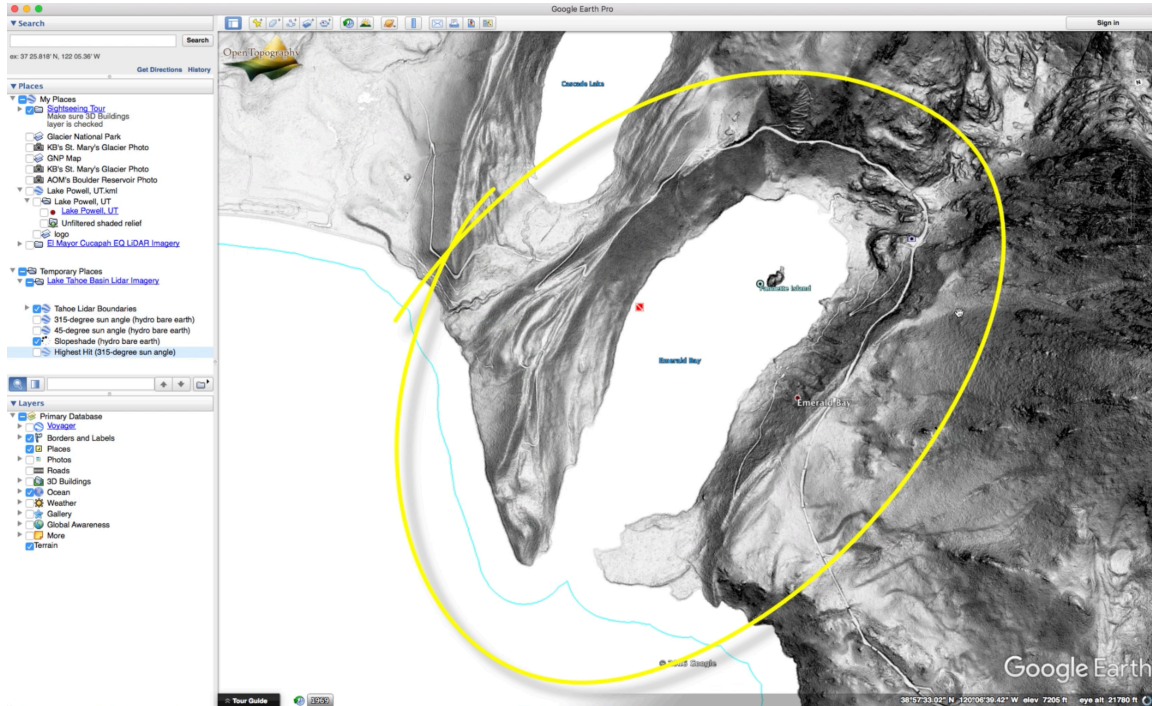 Google Earth Pro
Search
Search
ex: 37 25.818' N, 122 05.36' W
Get Directions History
Places
My Places
Sightseeing Tour
Make sure 3D Buildings
layer is checked
Glacier National Park
KB's St. Mary's Glacier Photo
GNP Map
KB's St. Mary's Glacier Photo
AOM's Boulder Reservoir Photo
Lake Powell, UT.kml
Lake Powell, UT
Lake Powell, UT
Unfiltered shaded relief
logo
El Mayor Cucapah EQ LiDAR Imagery
Temporary Places
Lake Tahoe Basin Lidar Imagery
Tahoe Lidar Boundaries
315-degree sun angle (hydro bare earth)
45-degree sun angle (hydro bare earth)
Slopeshade (hydro bare earth)
Highest Hit (315-degree sun angle)
Layers
Primary Database
Voyager
Borders and Labels
Places
Photos
Roads
3D Buildings
Ocean
Weather
Gallery
Global Awareness
More
Terrain
Sign in
OpenTopography
Cascade Lake
N
Island
Emerald Bay
Emerald Bay
Google
Google Earth
Tour Guide
1969
38°57'33.02" N 120°06'39.42" W elev 7205 ft eye alt 21780 ft